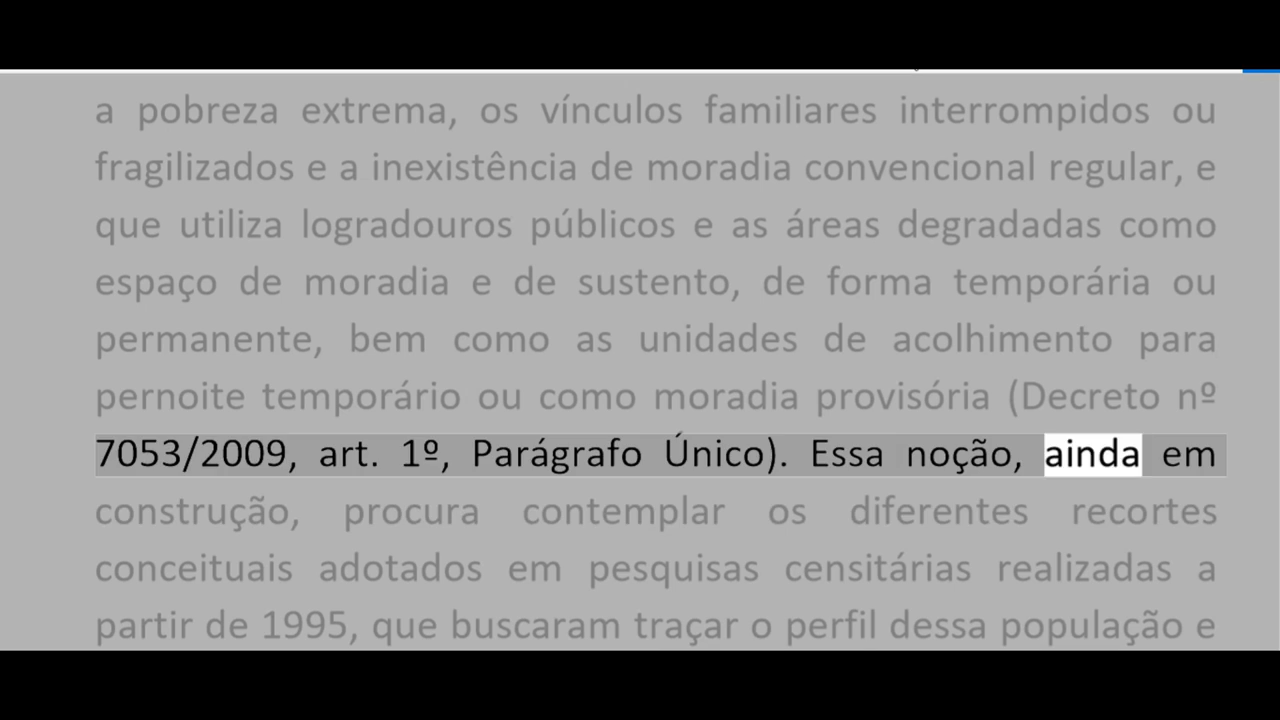 a pobreza extrema, os vínculos familiares interrompidos ou
fragilizados e a inexistência de moradia convencional regular, e
que utiliza logradouros públicos e as áreas degradadas como
espaço de moradia e de sustento, de forma temporária ou
permanente, bem como as unidades de acolhimento para
pernoite temporário ou como moradia provisória (Decreto nº
7053/2009, art. 1º, Parágrafo Único). Essa noção, ainda em
construção, procura contemplar os diferentes recortes
conceituais adotados em pesquisas censitárias realizadas a
partir de 1995, que buscaram traçar o perfil dessa população e